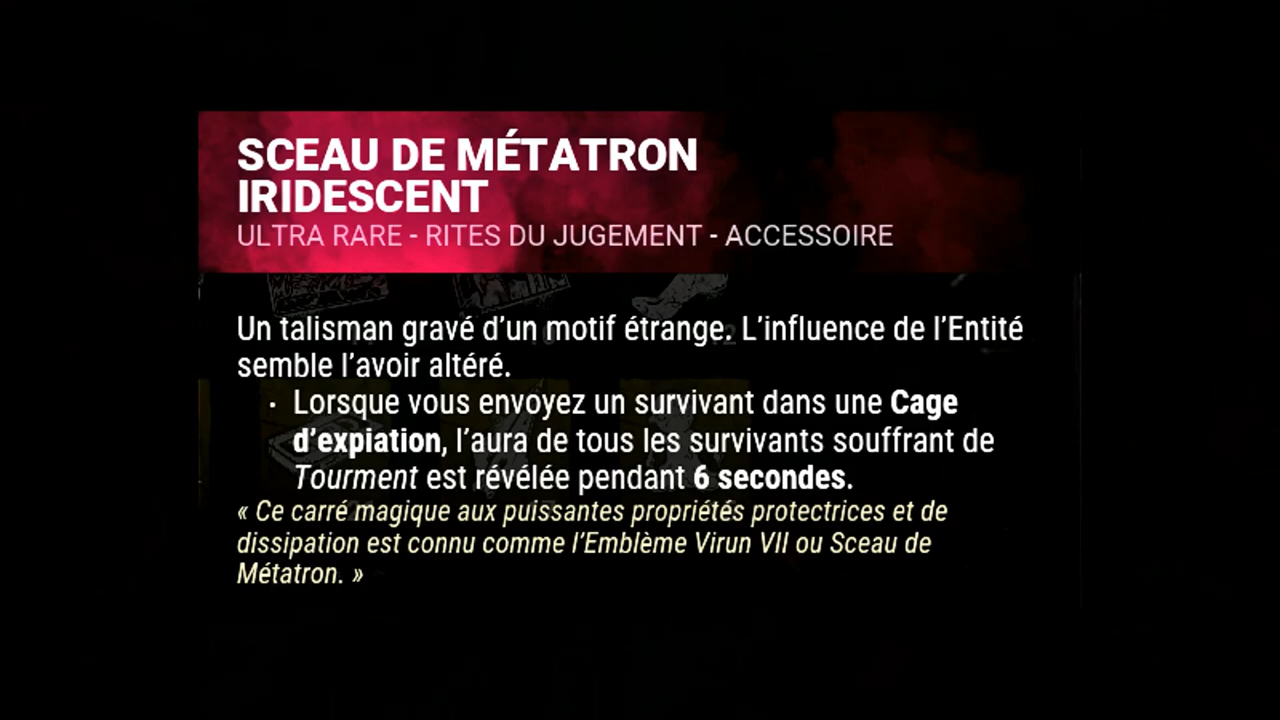 SCEAU DE MÉTATRON
IRIDESCENT
ULTRA RARE - RITES DU JUGEMENT - ACCESSOIRE
Un talisman gravé d’un motif étrange. L’influence de l’Entité
semble l’avoir altéré.
· Lorsque vous envoyez un survivant dans une Cage
d’expiation, l’aura de tous les survivants souffrant de
Tourment est révélée pendant 6 secondes.
« Ce carré magique aux puissantes propriétés protectrices et de
dissipation est connu comme l’Emblème Virun VII ou Sceau de
Métatron. »